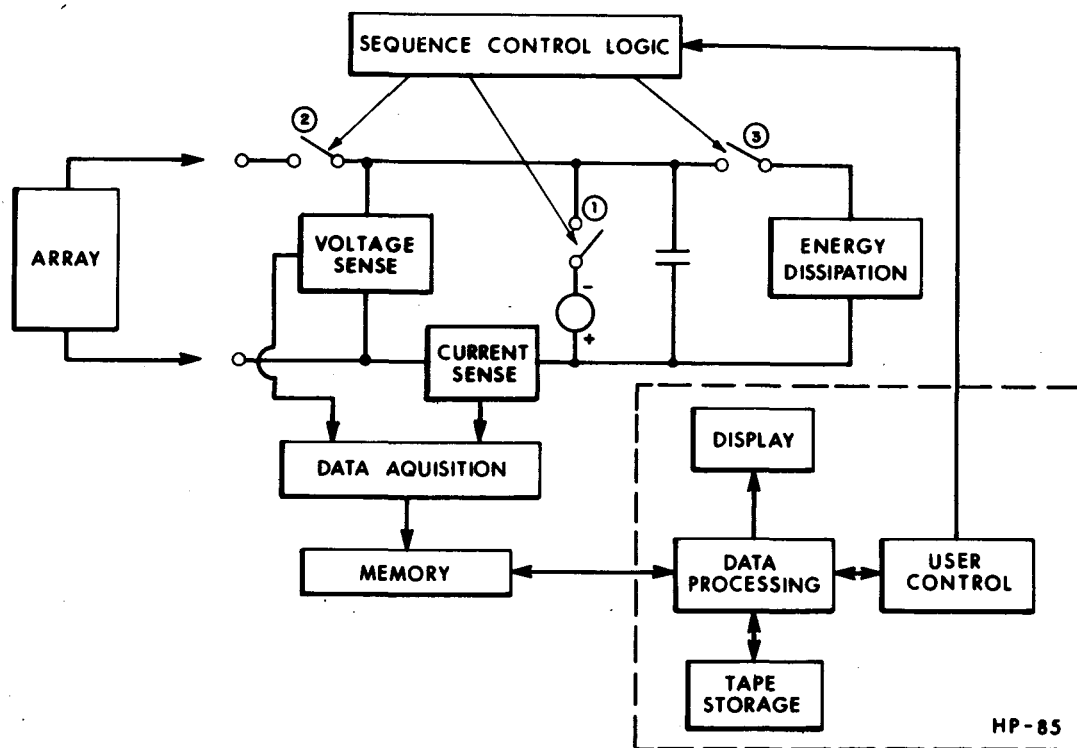 SEQUENCE CONTROL LOGIC
2
3
1
ARRAY
VOLTAGE
SENSE
ENERGY
DISSIPATION
-
+
CURRENT
SENSE
DISPLAY
DATA AQUISITION
MEMORY
DATA
PROCESSING
USER
CONTROL
TAPE
STORAGE
HP-85